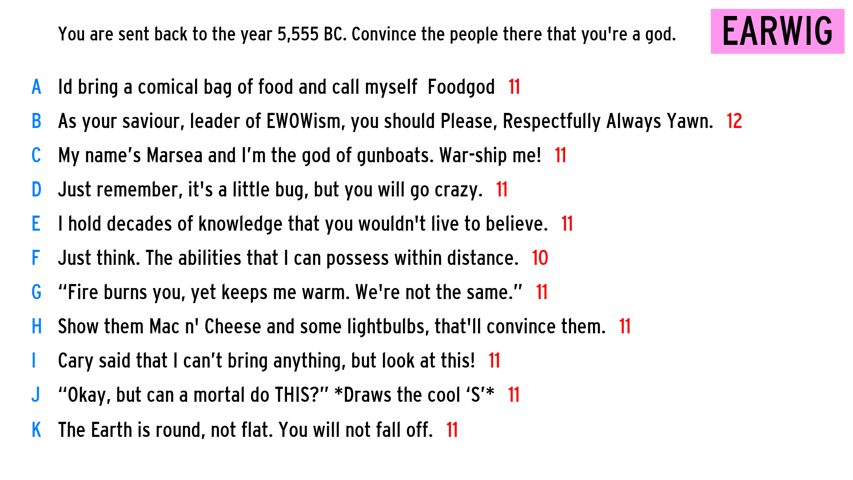 You are sent back to the year 5,555 BC. Convince the people there that you're a god.
EARWIG
A Id bring a comical bag of food and call myself Foodgod 11
B As your saviour, leader of EWOWism, you should Please, Respectfully Always Yawn. 12
C My name’s Marsea and I’m the god of gunboats. War-ship me! 11
D Just remember, it's a little bug, but you will go crazy. 11
E I hold decades of knowledge that you wouldn't live to believe. 11
F Just think. The abilities that I can possess within distance. 10
G “Fire burns you, yet keeps me warm. We're not the same.” 11
H Show them Mac n' Cheese and some lightbulbs, that'll convince them. 11
I Cary said that I can’t bring anything, but look at this! 11
J “Okay, but can a mortal do THIS?” *Draws the cool ‘S’* 11
K The Earth is round, not flat. You will not fall off. 11